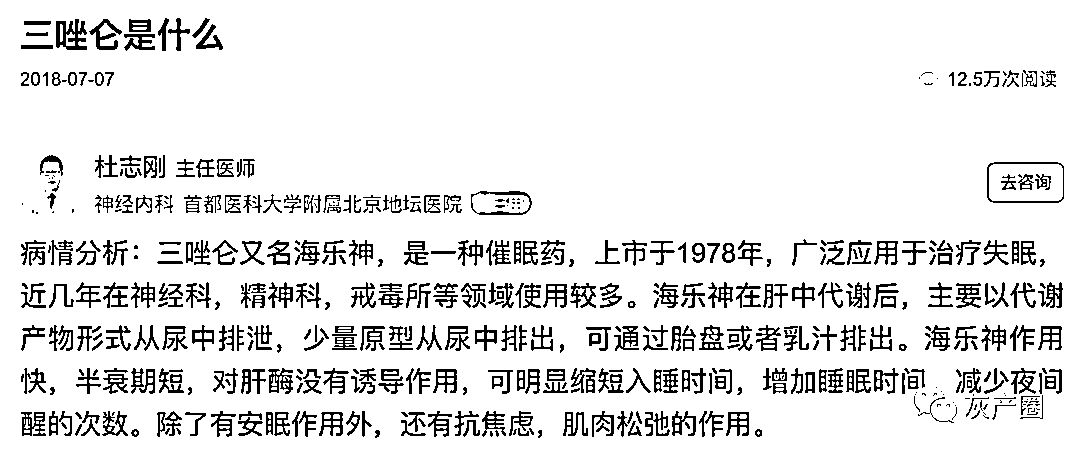 三唑仑是什么
2018-07-07 12.5万次阅读
杜志刚 主任医师
去咨询
神经内科 首都医科大学附属北京地坛医院
病情分析：三唑仑又名海乐神，是一种催眠药，上市于1978年，广泛应用于治疗失眠，
近几年在神经科，精神科，戒毒所等领域使用较多。海乐神在肝中代谢后，主要以代谢
产物形式从尿中排泄，少量原型从尿中排出，可通过胎盘或者乳汁排出。海乐神作用
快，半衰期短，对肝酶没有诱导作用，可明显缩短入睡时间，增加睡眠时间，减少夜间
醒的次数。除了有安眠作用外，还有抗焦虑，肌肉松弛的作用。
灰产圈